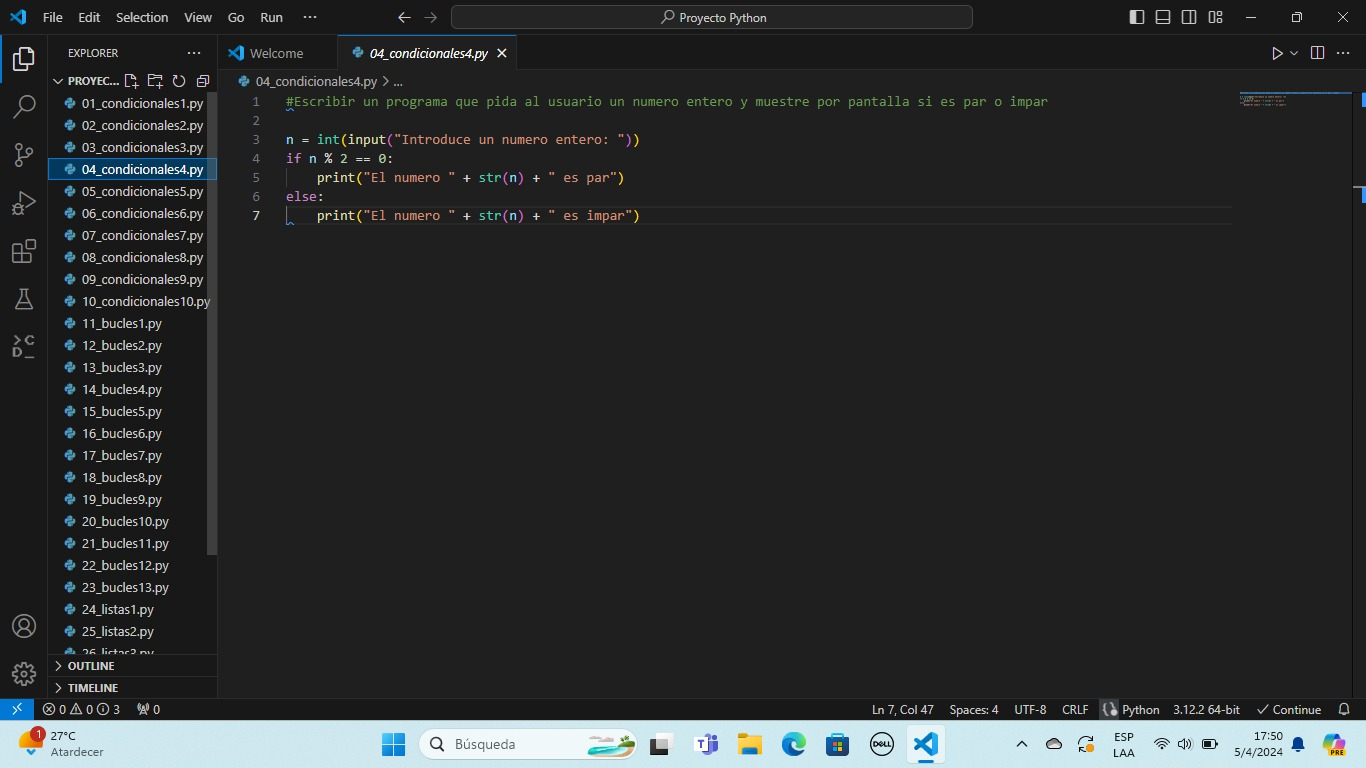 File Edit Selection View Go Run ···
Proyecto Python
EXPLORER ···
Welcome
04_condicionales4.py
PROYEC...
04_condicionales4.py > ...
01_condicionales1.py
02_condicionales2.py
03_condicionales3.py
04_condicionales4.py
05_condicionales5.py
06_condicionales6.py
07_condicionales7.py
08_condicionales8.py
09_condicionales9.py
10_condicionales10.py
11_bucles1.py
12_bucles2.py
13_bucles3.py
14_bucles4.py
15_bucles5.py
16_bucles6.py
17_bucles7.py
18_bucles8.py
19_bucles9.py
20_bucles10.py
21_bucles11.py
22_bucles12.py
23_bucles13.py
24_listas1.py
25_listas2.py
26_listas3.py
OUTLINE
TIMELINE
1 #Escribir un programa que pida al usuario un numero entero y muestre por pantalla si es par o impar
2
3 n = int(input("Introduce un numero entero: "))
4 if n % 2 == 0:
5     print("El numero " + str(n) + " es par")
6 else:
7     print("El numero " + str(n) + " es impar")
0 0 3 0
Ln 7, Col 47 Spaces: 4 UTF-8 CRLF Python 3.12.2 64-bit Continue
1
27°C
Atardecer
Búsqueda
DELL
ESP
LAA
17:50
5/4/2024
PRE